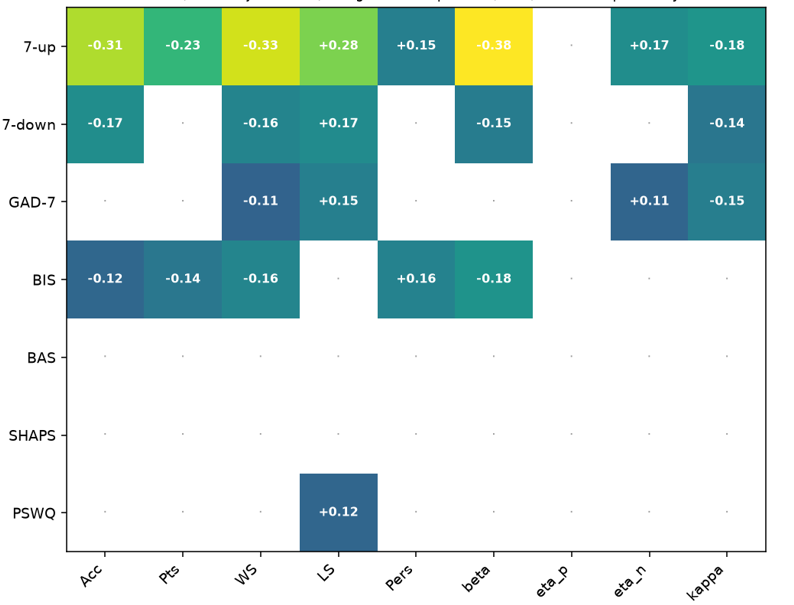 7-up -0.31 -0.23 -0.33 +0.28 +0.15 -0.38 · +0.17 -0.18
7-down -0.17 · -0.16 +0.17 · -0.15 · · -0.14
GAD-7 · · -0.11 +0.15 · · · +0.11 -0.15
BIS -0.12 -0.14 -0.16 · +0.16 -0.18 · · ·
BAS · · · · · · · · ·
SHAPS · · · · · · · · ·
PSWQ · · · +0.12 · · · · ·
Acc Pts WS LS Pers beta eta_p eta_n kappa